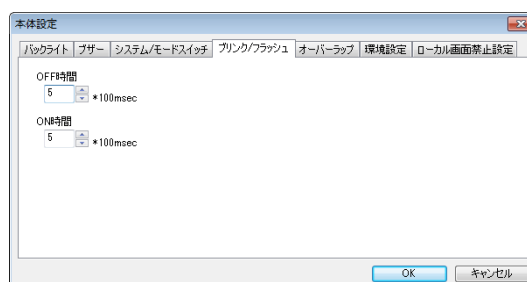 本体設定
バックライト ブザー システム/モードスイッチ ブリンク/フラッシュ オーバーラップ 環境設定 ローカル画面禁止設定
OFF時間
5 *100msec
ON時間
5 *100msec
OK キャンセル